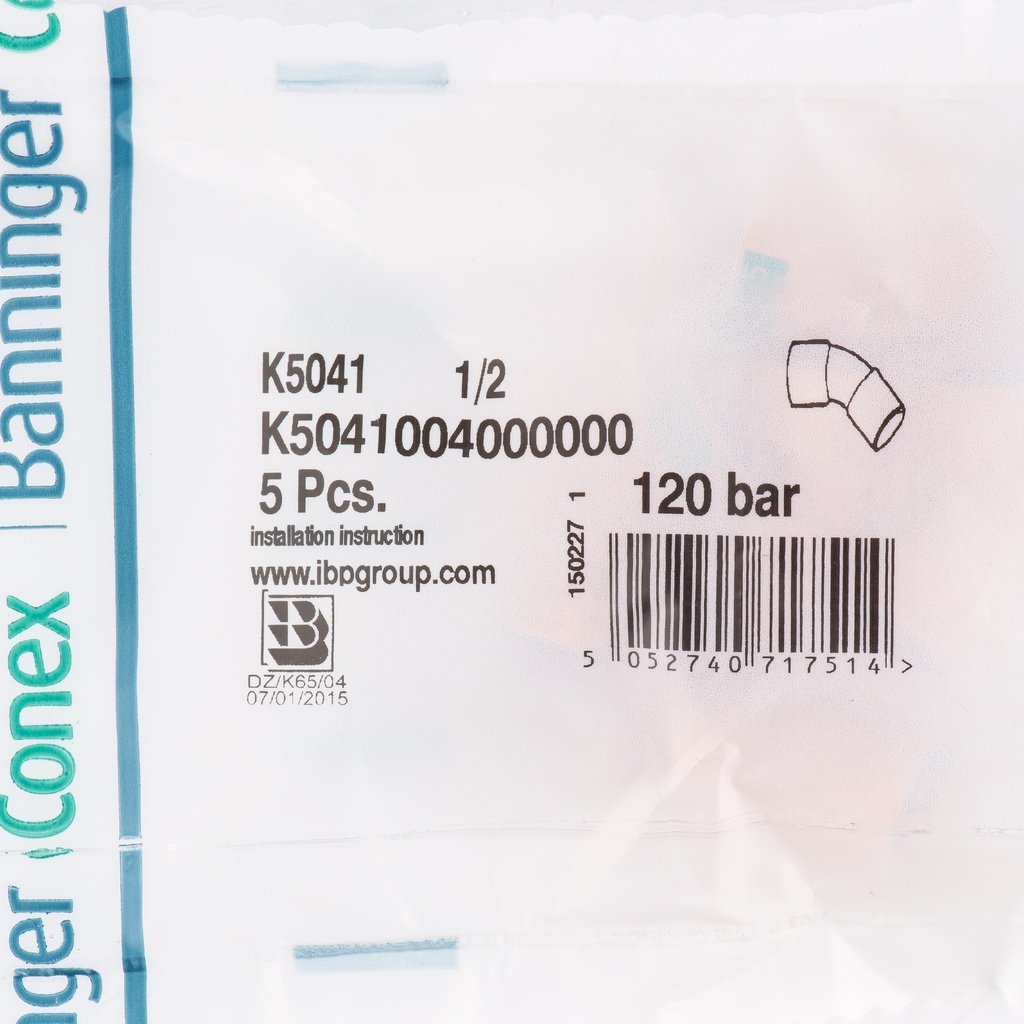 Conex | Banninger
K5041 1/2
K5041004000000
5 Pcs.
120 bar
installation instruction
www.ibpgroup.com
150227 1
B
DZ/K65/04
07/01/2015
5 052740 717514 >